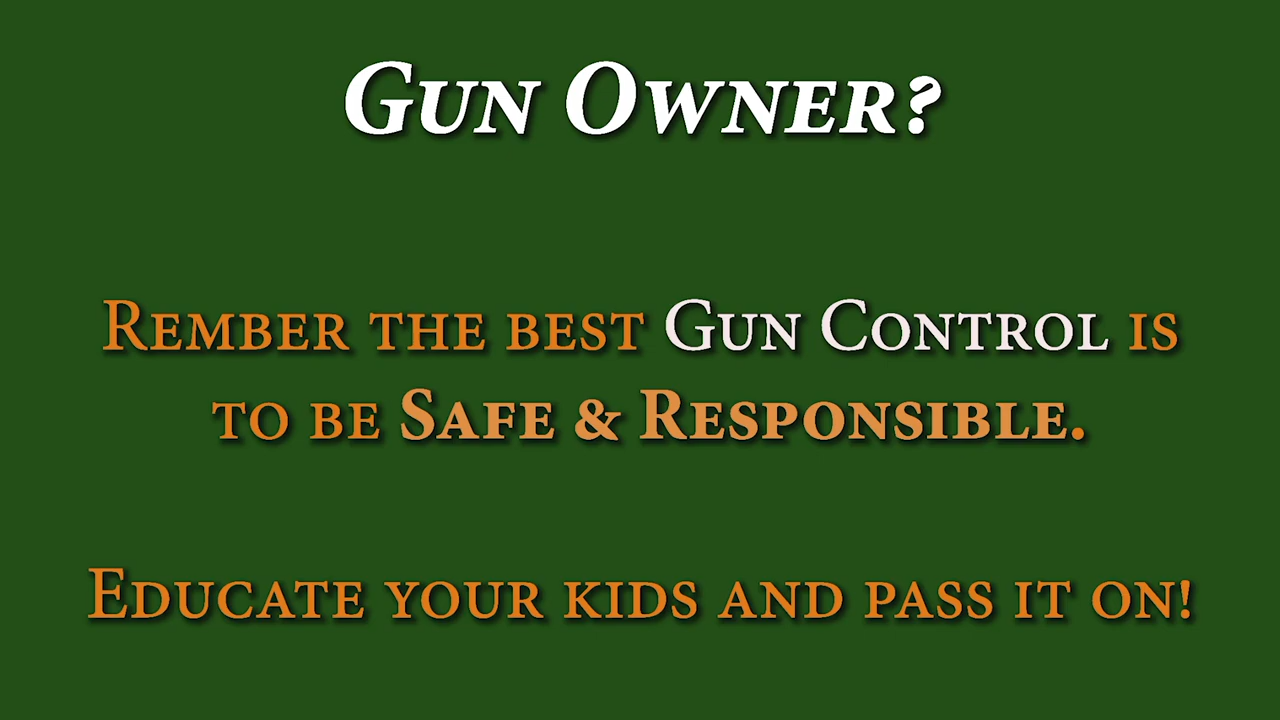 Gun Owner?
Rember the best Gun Control is
to be Safe & Responsible.
Educate your kids and pass it on!